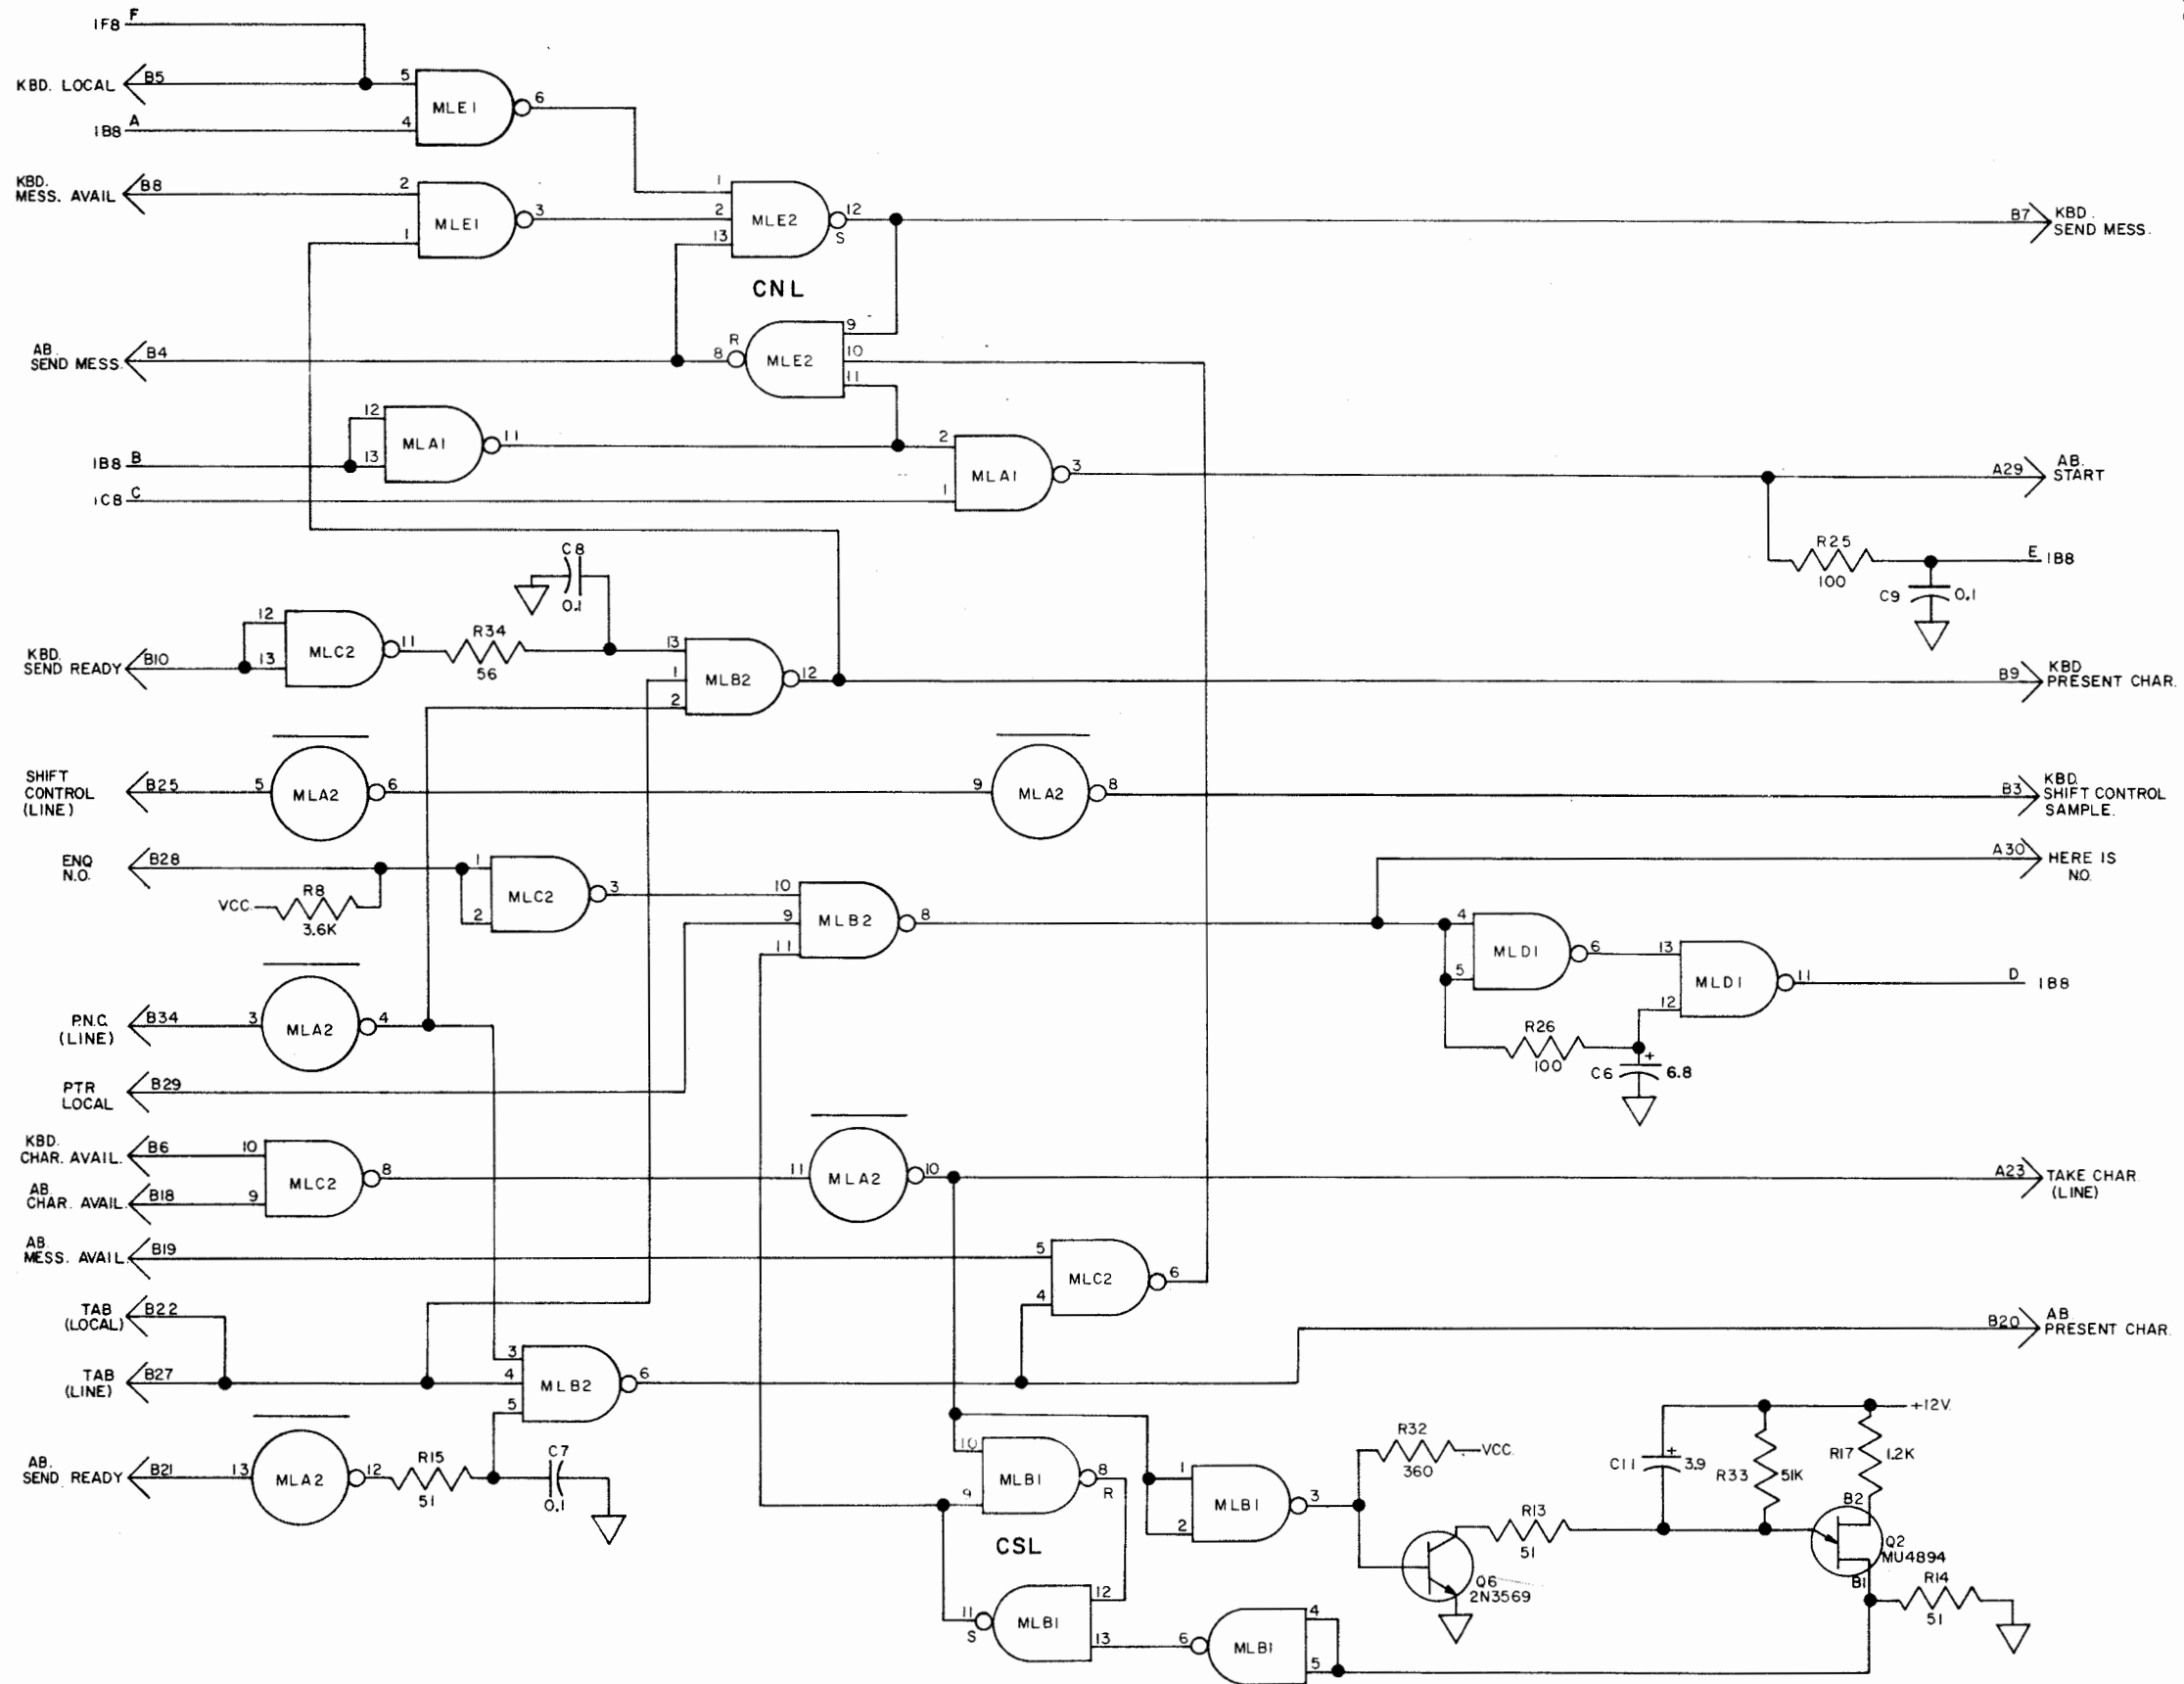 1F8 F
KBD. LOCAL B5
1B8 A
5
4
MLE1
6
KBD.
MESS. AVAIL B8
2
1
MLE1
3
1
2
13
MLE2
12
S
B7 KBD.
SEND MESS.
CNL
AB.
SEND MESS. B4
R
8
MLE2
9
10
11
1B8 B
12
13
MLA1
11
1C8 C
2
1
MLA1
3
A29 AB.
START
R25
100
E 1B8
C9
0.1
C8
0.1
KBD.
SEND READY B10
12
13
MLC2
11
R34
56
13
1
2
MLB2
12
B9 KBD
PRESENT CHAR.
SHIFT
CONTROL
(LINE)
B25
5
MLA2
6
9
MLA2
8
B3
KBD.
SHIFT CONTROL
SAMPLE.
ENQ
N.O.
B28
VCC
R8
3.6K
1
2
MLC2
3
10
9
11
MLB2
8
A30 HERE IS
N.O.
4
5
MLD1
6
13
12
MLD1
11
D 1B8
R26
100
C6
+
6.8
P.N.C.
(LINE)
B34
3
MLA2
4
PTR
LOCAL
B29
KBD.
CHAR. AVAIL. B6
AB.
CHAR. AVAIL. B18
10
9
MLC2
8
11
MLA2
10
A23 TAKE CHAR
(LINE)
AB.
MESS. AVAIL. B19
5
4
MLC2
6
TAB
(LOCAL)
B22
TAB
(LINE)
B27
3
4
5
MLB2
6
B20 AB
PRESENT CHAR.
AB.
SEND READY B21
13
MLA2
12
R15
51
C7
0.1
10
9
MLB1
8
R
CSL
1
2
MLB1
3
R32
360
VCC.
Q6
2N3569
R13
51
+12V.
C11
+
3.9
R33
51K
R17
1.2K
B2
Q2
MU4894
B1
R14
51
11
S
MLB1
12
13
6
MLB1
4
5